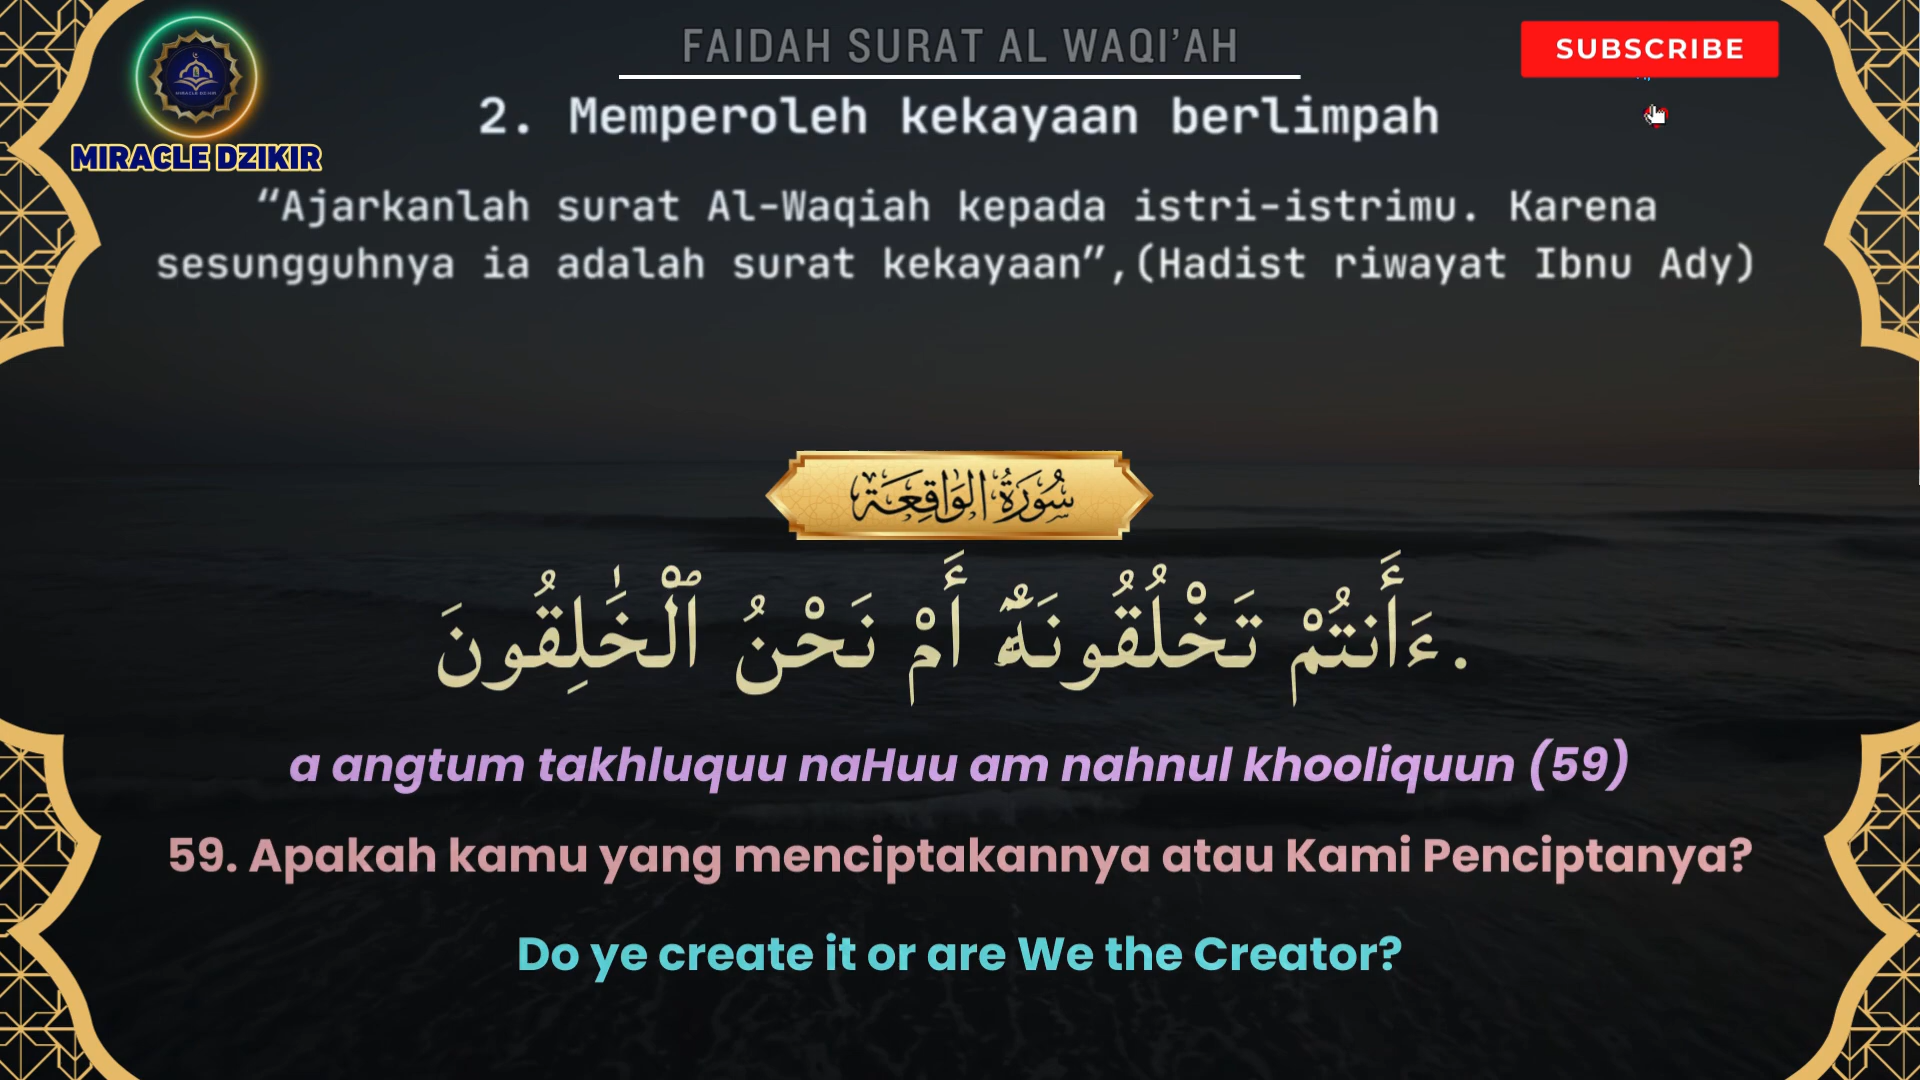 FAIDAH SURAT AL WAQI'AH
SUBSCRIBE
MIRACLE DZIKIR
2. Memperoleh kekayaan berlimpah
“Ajarkanlah surat Al-Waqiah kepada istri-istrimu. Karena
sesungguhnya ia adalah surat kekayaan”,(Hadist riwayat Ibnu Ady)
سُورَةُ الوَاقِعَة
ءَأَنتُمْ تَخْلُقُونَهُۥٓ أَمْ نَحْنُ ٱلْخَٰلِقُونَ.
a angtum takhluquu naHuu am nahnul khooliquun (59)
59. Apakah kamu yang menciptakannya atau Kami Penciptanya?
Do ye create it or are We the Creator?